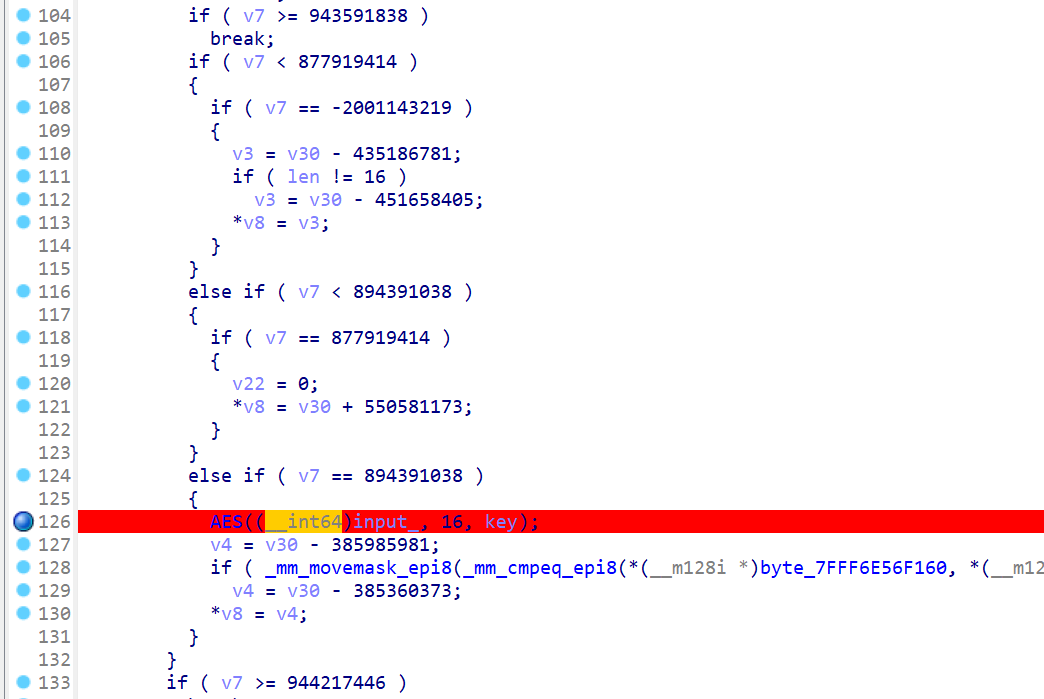 104 if ( v7 >= 943591838 )
105 break;
106 if ( v7 < 877919414 )
107 {
108 if ( v7 == -2001143219 )
109 {
110 v3 = v30 - 435186781;
111 if ( len != 16 )
112 v3 = v30 - 451658405;
113 *v8 = v3;
114 }
115 }
116 else if ( v7 < 894391038 )
117 {
118 if ( v7 == 877919414 )
119 {
120 v22 = 0;
121 *v8 = v30 + 550581173;
122 }
123 }
124 else if ( v7 == 894391038 )
125 {
126 AES((__int64)input_, 16, key);
127 v4 = v30 - 385985981;
128 if ( _mm_movemask_epi8(_mm_cmpeq_epi8(*(__m128i *)byte_7FFF6E56F160, *(__m12
129 v4 = v30 - 385360373;
130 *v8 = v4;
131 }
132 }
133 if ( v7 >= 944217446 )